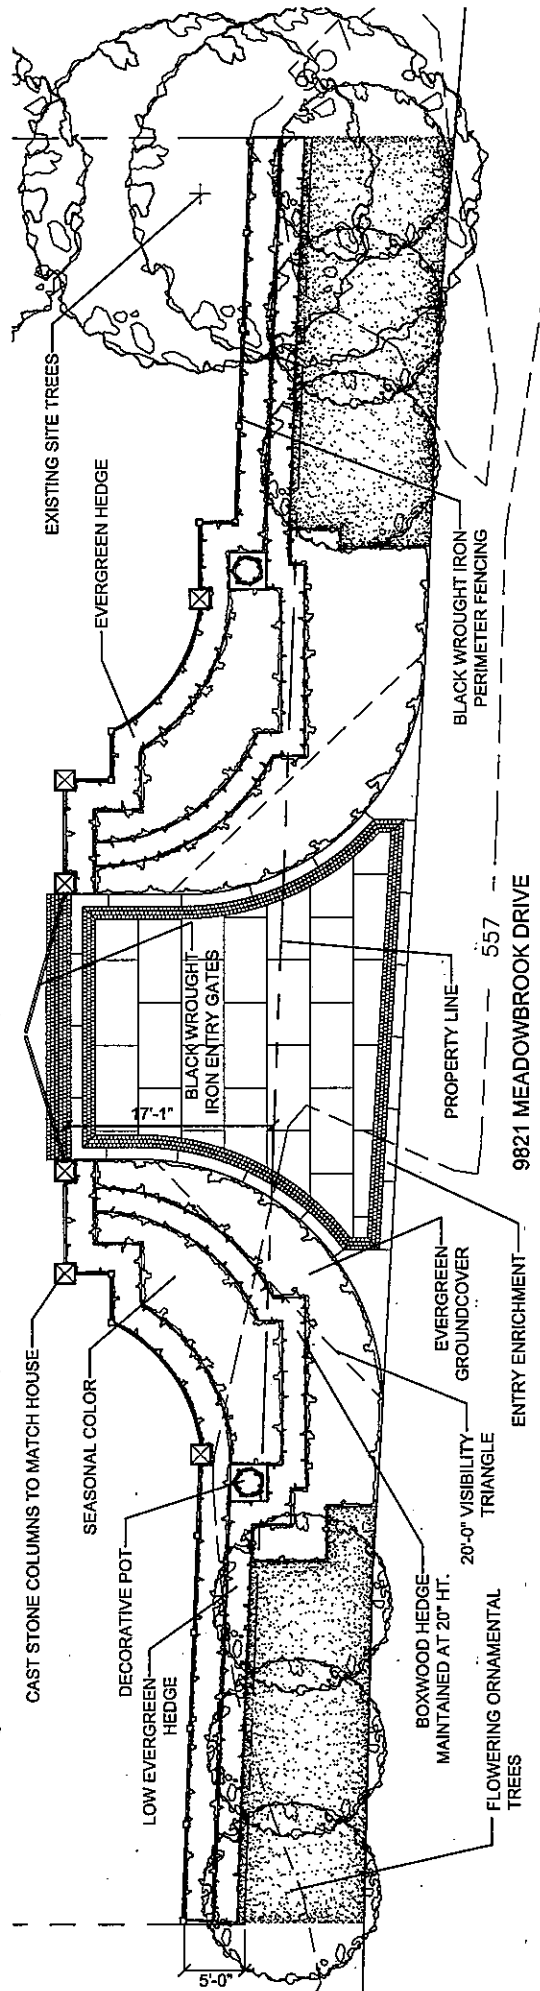 CAST STONE COLUMNS TO MATCH HOUSE
SEASONAL COLOR
DECORATIVE POT
LOW EVERGREEN
HEDGE
5'-0"
EXISTING SITE TREES
EVERGREEN HEDGE
BLACK WROUGHT
IRON ENTRY GATES
17'-1"
BLACK WROUGHT IRON
PERIMETER FENCING
PROPERTY LINE
557
9821 MEADOWBROOK DRIVE
ENTRY ENRICHMENT
EVERGREEN
GROUNDCOVER
20'-0" VISIBILITY
TRIANGLE
BOXWOOD HEDGE
MAINTAINED AT 20" HT.
FLOWERING ORNAMENTAL
TREES